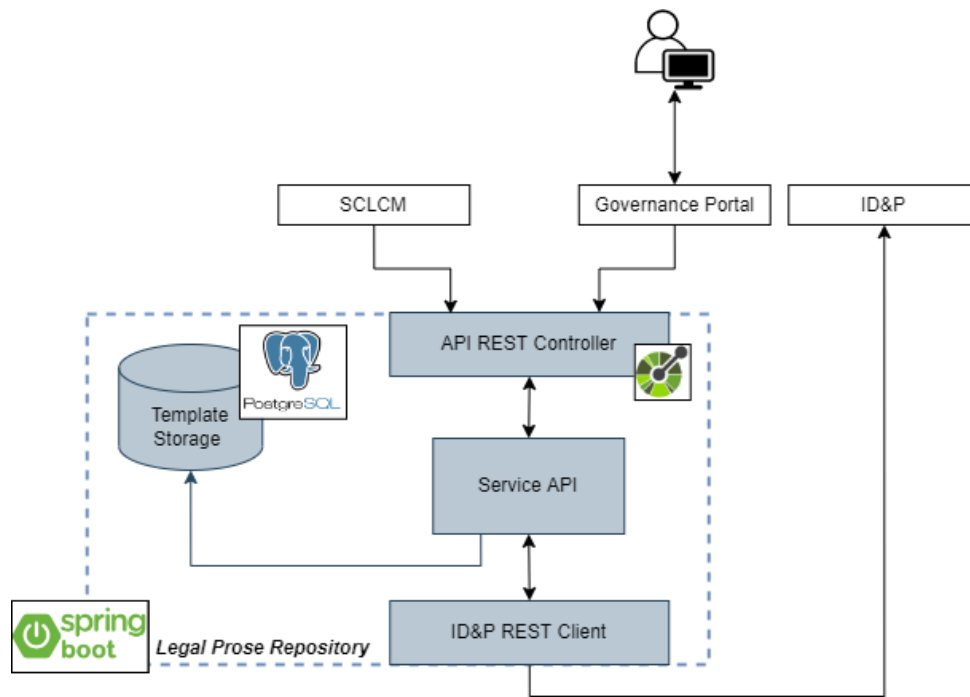 SCLCM
Governance Portal
ID&P
API REST Controller
PostgreSQL
Template
Storage
Service API
ID&P REST Client
spring
boot
Legal Prose Repository